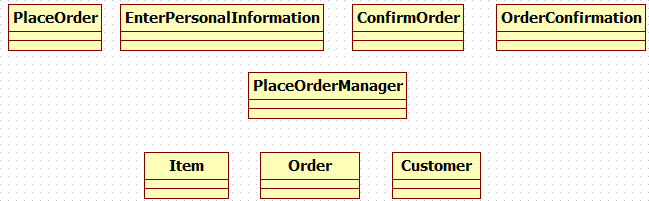 PlaceOrder EnterPersonalInformation ConfirmOrder OrderConfirmation
PlaceOrderManager
Item Order Customer